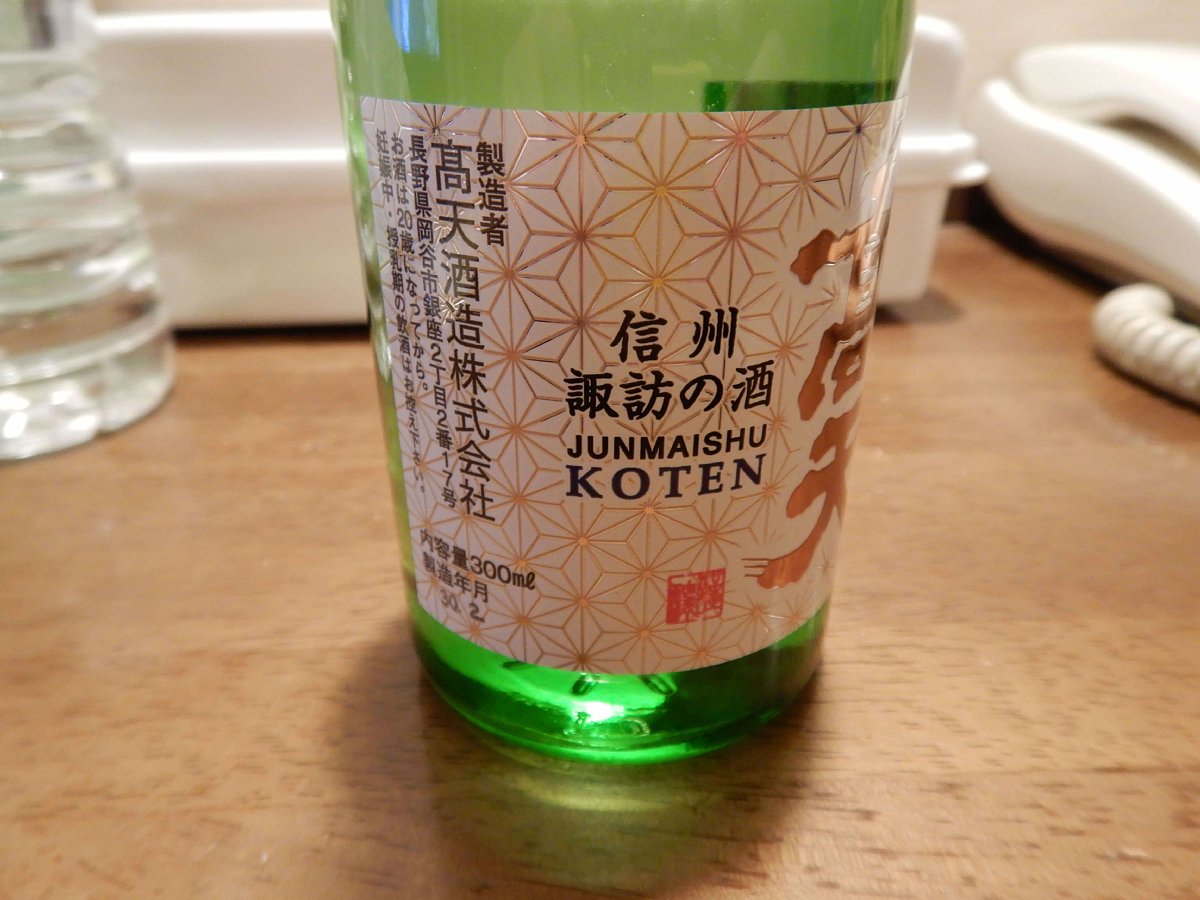 製造者
髙天酒造株式会社
長野県岡谷市銀座2丁目2番17号
お酒は20歳になってから。
妊娠中・授乳期の飲酒はお控え下さい。
内容量300㎖
製造年月
30. 2
信州
諏訪の酒
JUNMAISHU
KOTEN
髙天